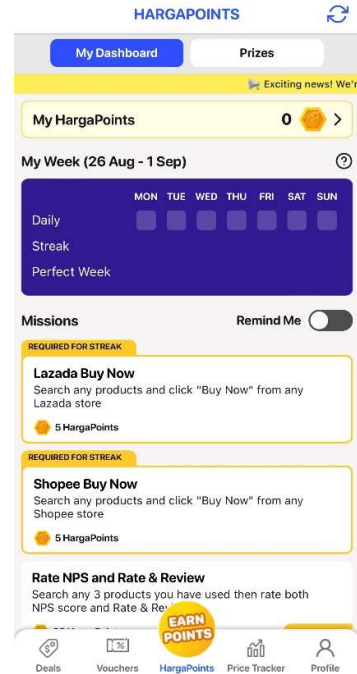 HARGAPOINTS
My Dashboard
Prizes
Exciting news! We'r
My HargaPoints 0
My Week (26 Aug - 1 Sep)
MON TUE WED THU FRI SAT SUN
Daily
Streak
Perfect Week
Missions
Remind Me
REQUIRED FOR STREAK
Lazada Buy Now
Search any products and click "Buy Now" from any
Lazada store
5 HargaPoints
REQUIRED FOR STREAK
Shopee Buy Now
Search any products and click "Buy Now" from any
Shopee store
5 HargaPoints
Rate NPS and Rate & Review
Search any 3 products you have used then rate both
NPS score and Rate &
EARN
POINTS
Deals
Vouchers
HargaPoints
Price Tracker
Profile